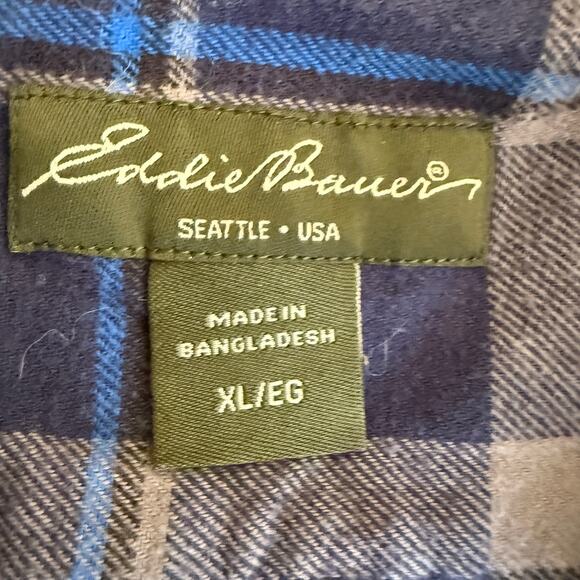 Eddie Bauer®
SEATTLE • USA
MADE IN
BANGLADESH
XL/EG